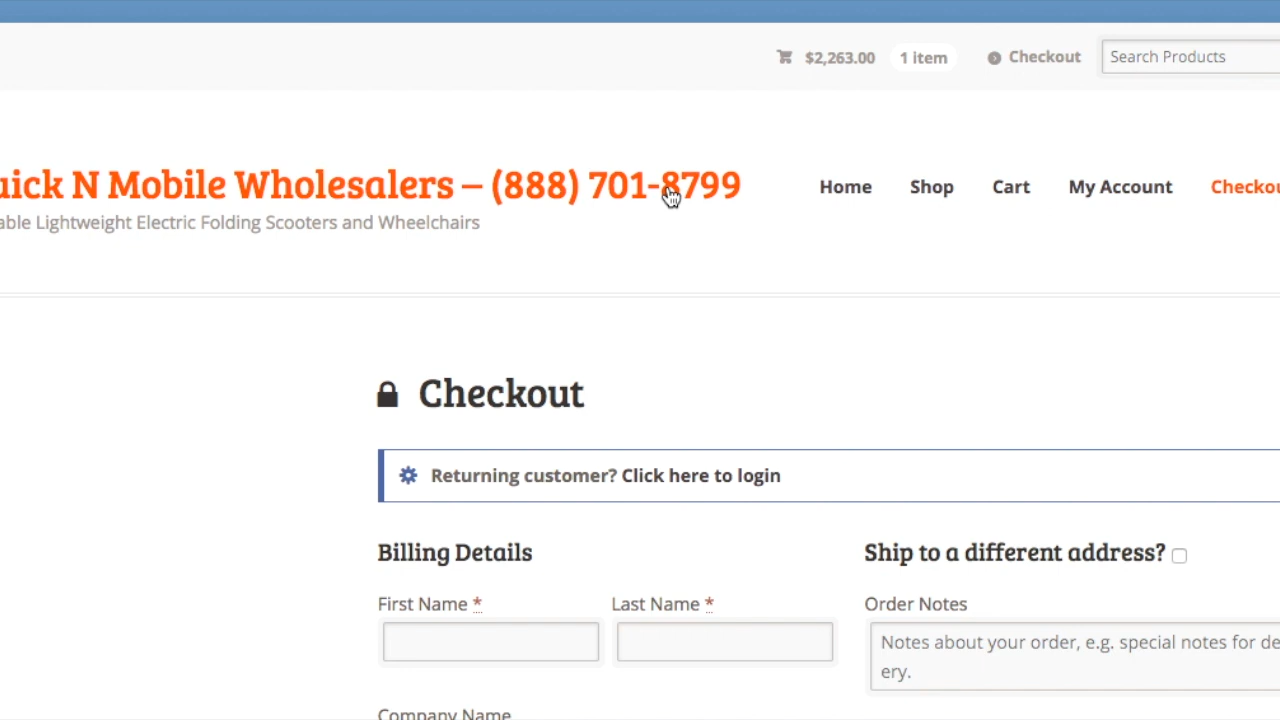 $2,263.00 1 item Checkout Search Products
uick N Mobile Wholesalers – (888) 701-8799
able Lightweight Electric Folding Scooters and Wheelchairs
Home Shop Cart My Account Checkou
Checkout
Returning customer? Click here to login
Billing Details
Ship to a different address?
First Name * Last Name *
Order Notes
Notes about your order, e.g. special notes for de
ery.
Company Name